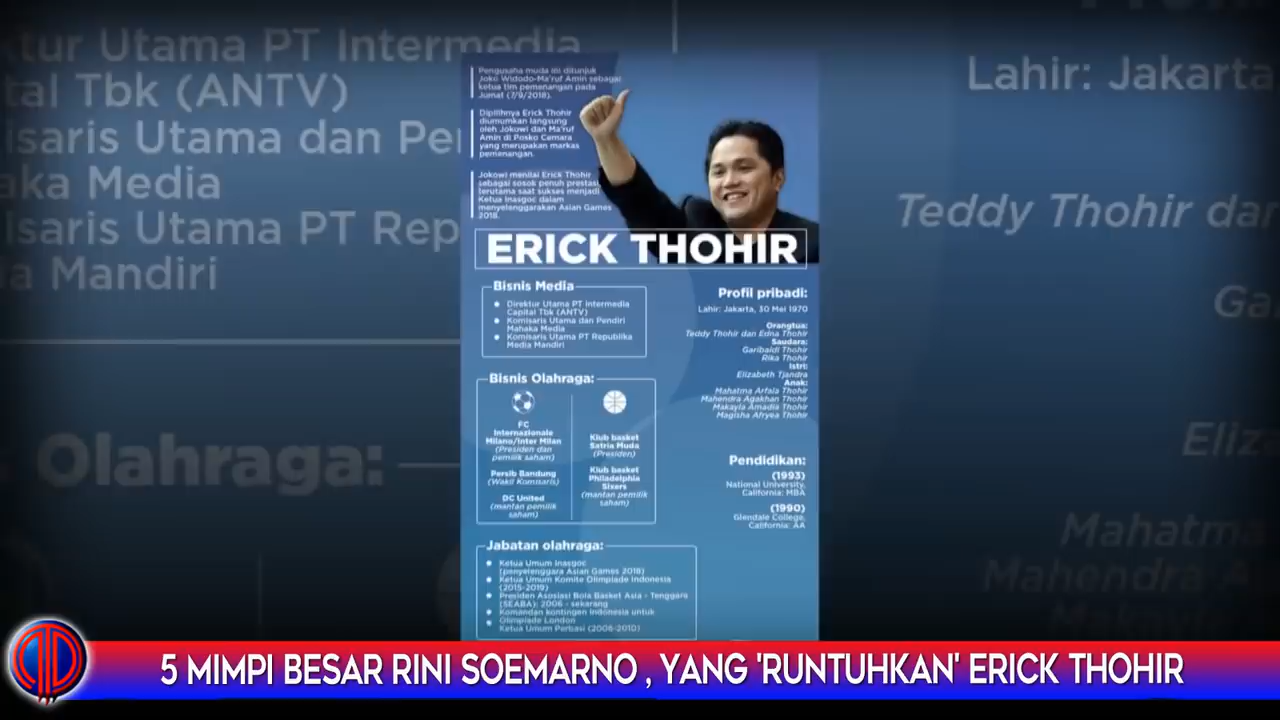 ktur Utama PT Intermedia
tal Tbk (ANTV)
isaris Utama dan Pe
aka Media
isaris Utama PT Rep
ia Mandiri
Olahraga:
Pengusaha muda ini ditunjuk
Joko Widodo-Ma'ruf Amin sebagai
ketua tim pemenangan pada
Jumat (7/9/2018).
Dipilihnya Erick Thohir
diumumkan langsung
oleh Jokowi dan Ma'ruf
Amin di Posko Cemara
yang merupakan markas
pemenangan.
Jokowi menilai Erick Thohir
sebagai sosok penuh prestasi
terutama saat sukses menjadi
Ketua Inasgoc dalam
menyelenggarakan Asian Games
2018.
ERICK THOHIR
Bisnis Media
Direktur Utama PT Intermedia
Capital Tbk (ANTV)
Komisaris Utama dan Pendiri
Mahaka Media
Komisaris Utama PT Republika
Media Mandiri
Bisnis Olahraga:
FC
Internazionale
Milano/Inter Milan
(Presiden dan
pemilik saham)
Persib Bandung
(Wakil Komisaris)
DC United
(mantan pemilik
saham)
Klub basket
Satria Muda
(Presiden)
Klub basket
Philadelphia
Sixers
(mantan pemilik
saham)
Jabatan olahraga:
Ketua Umum Inasgoc
(penyelenggara Asian Games 2018)
Ketua Umum Komite Olimpiade Indonesia
(2015-2019)
Presiden Asosiasi Bola Basket Asia - Tenggara
(SEABA): 2006 - sekarang
Komandan kontingen Indonesia untuk
Olimpiade London
Ketua Umum Perbasi (2006-2010)
Profil pribadi:
Lahir: Jakarta, 30 Mei 1970
Orangtua:
Teddy Thohir dan Edna Thohir
Saudara:
Garibaldi Thohir
Rika Thohir
Istri:
Elizabeth Tjandra
Anak:
Mahatma Arfala Thohir
Mahendra Agakhan Thohir
Makayla Amadia Thohir
Magisha Afryea Thohir
Pendidikan:
(1993)
National University,
California: MBA
(1990)
Glendale College,
California: AA
Lahir: Jakarta
Teddy Thohir dan
Ga
Eliza
Mahatma
Mahendra
5 MIMPI BESAR RINI SOEMARNO , YANG 'RUNTUHKAN' ERICK THOHIR